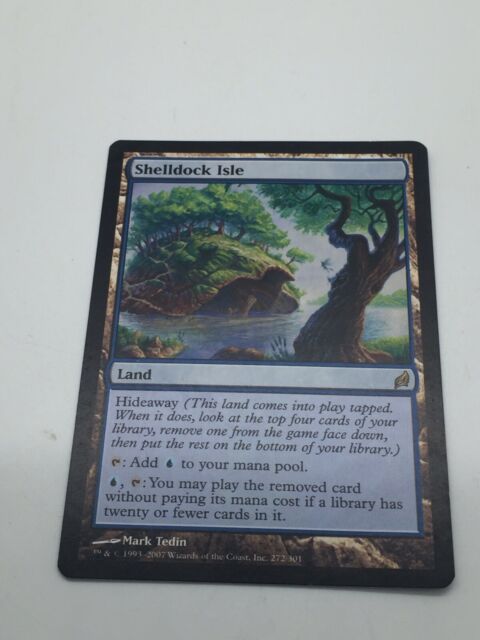 Shelldock Isle
Land
Hideaway (This land comes into play tapped.
When it does, look at the top four cards of your
library, remove one from the game face down,
then put the rest on the bottom of your library.)
: Add to your mana pool.
, : You may play the removed card
without paying its mana cost if a library has
twenty or fewer cards in it.
Mark Tedin
™ & © 1993–2007 Wizards of the Coast, Inc. 272/301